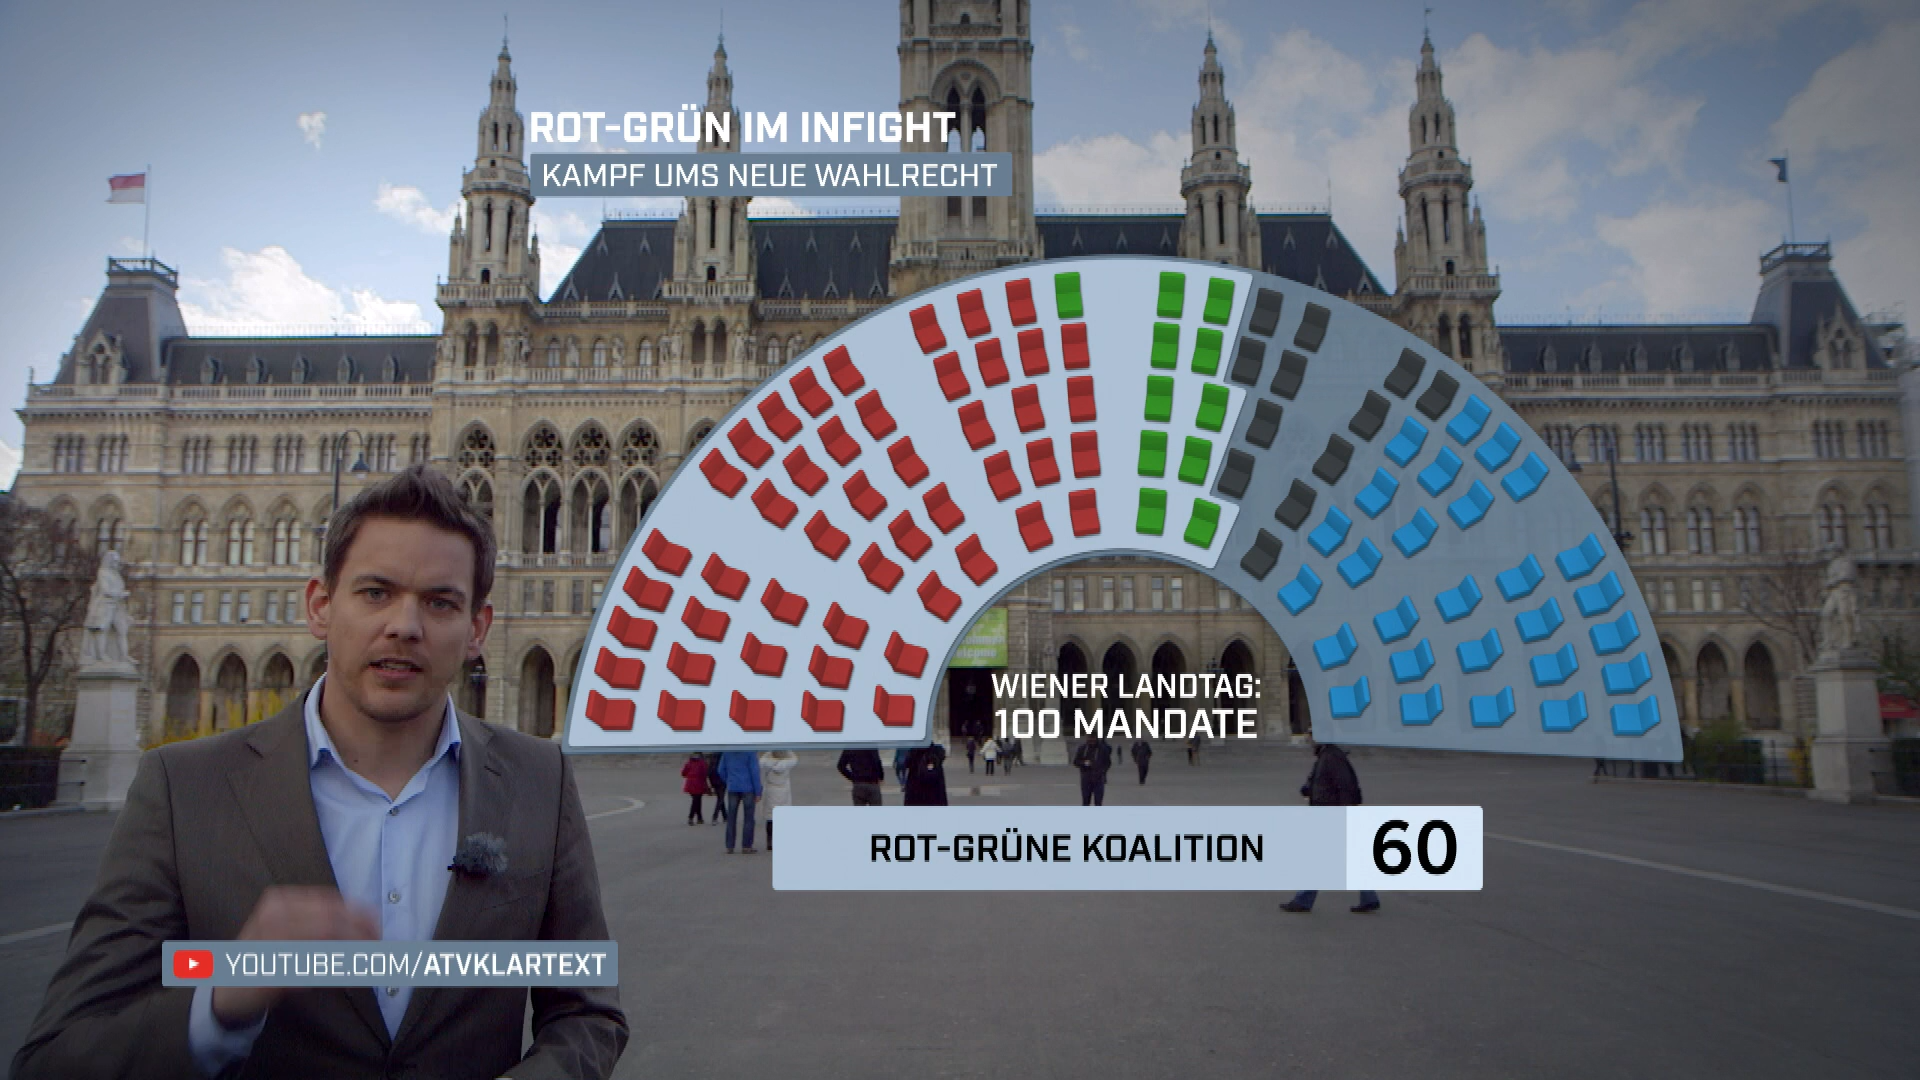 ROT-GRÜN IM INFIGHT
KAMPF UMS NEUE WAHLRECHT
welcome
WIENER LANDTAG:
100 MANDATE
ROT-GRÜNE KOALITION 60
YOUTUBE.COM/ATVKLARTEXT